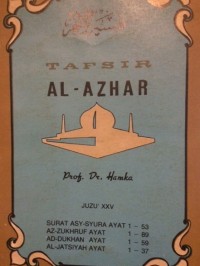 TAFSIR
AL-AZHAR
Prof. Dr. Hamka
JUZU' XXV
SURAT ASY-SYURA AYAT 1 - 53
AZ-ZUKHRUF AYAT 1 - 89
AD-DUKHAN AYAT 1 - 59
AL-JATSIYAH AYAT 1 - 37